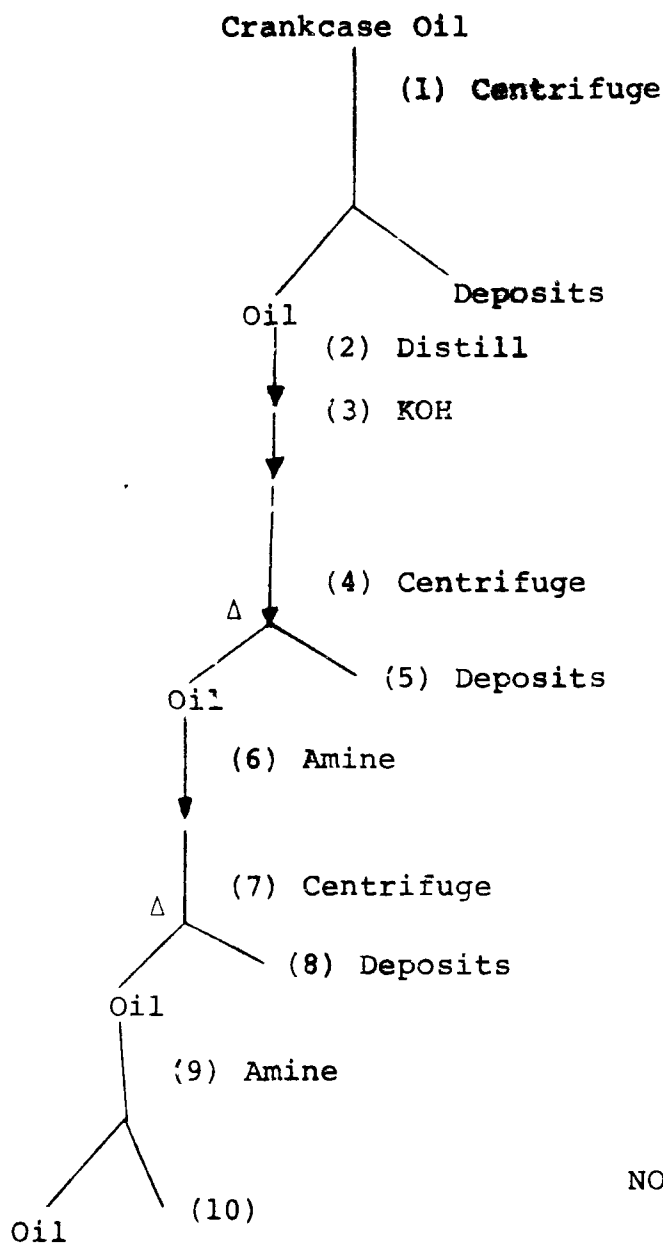 Crankcase Oil
(1) Centrifuge
Deposits
Oil
(2) Distill
(3) KOH
(4) Centrifuge
Δ
(5) Deposits
Oil
(6) Amine
(7) Centrifuge
Δ
(8) Deposits
Oil
(9) Amine
NO
(10)
Oil